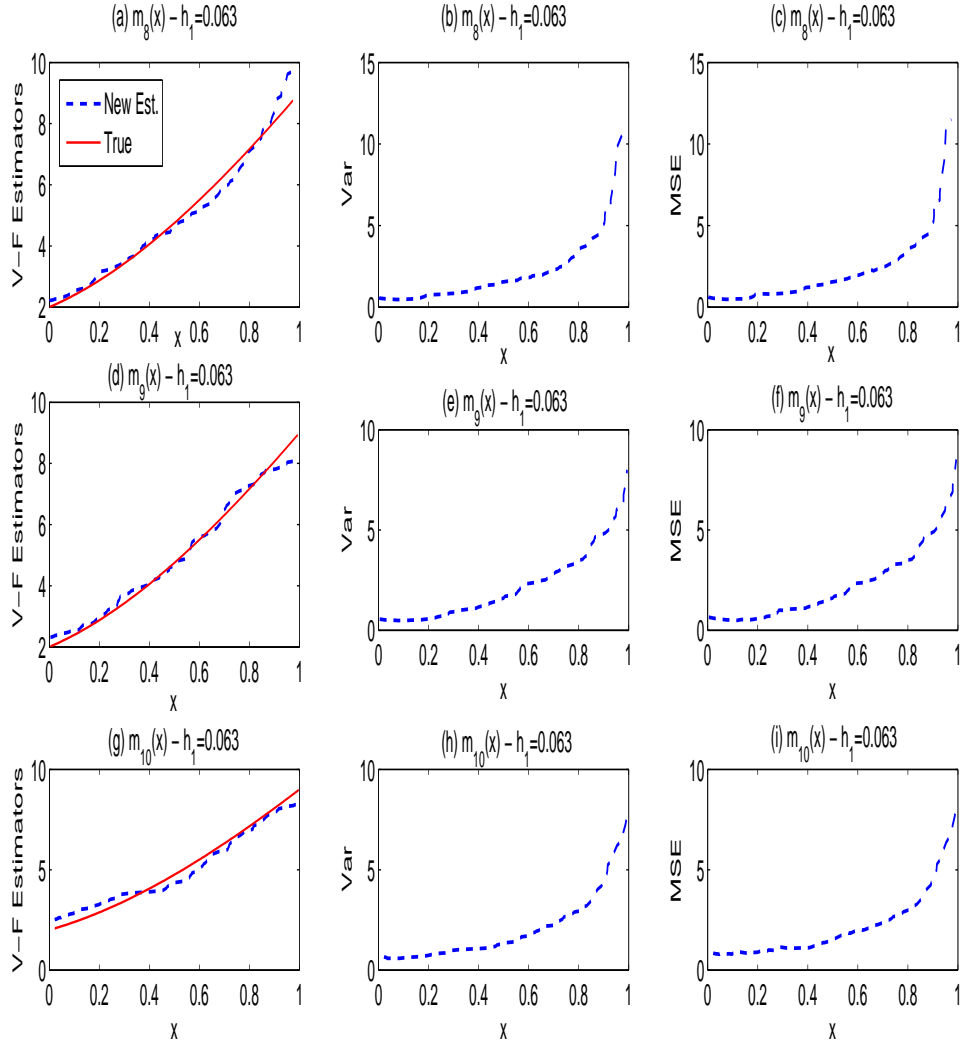 (a) m₈(x) – h₁=0.063
V–F Estimators
10
8
6
4
2
New Est.
True
0 0.2 0.4 0.6 0.8 1
x
(b) m₈(x) – h₁=0.063
Var
15
10
5
0
0 0.2 0.4 0.6 0.8 1
x
(c) m₈(x) – h₁=0.063
MSE
15
10
5
0
0 0.2 0.4 0.6 0.8 1
x
(d) m₉(x) – h₁=0.063
V–F Estimators
10
8
6
4
2
0 0.2 0.4 0.6 0.8 1
x
(e) m₉(x) – h₁=0.063
Var
10
5
0
0 0.2 0.4 0.6 0.8 1
x
(f) m₉(x) – h₁=0.063
MSE
10
5
0
0 0.2 0.4 0.6 0.8 1
x
(g) m₁₀(x) – h₁=0.063
V–F Estimators
10
5
0
0 0.2 0.4 0.6 0.8 1
x
(h) m₁₀(x) – h₁=0.063
Var
10
5
0
0 0.2 0.4 0.6 0.8 1
x
(i) m₁₀(x) – h₁=0.063
MSE
10
5
0
0 0.2 0.4 0.6 0.8 1
x